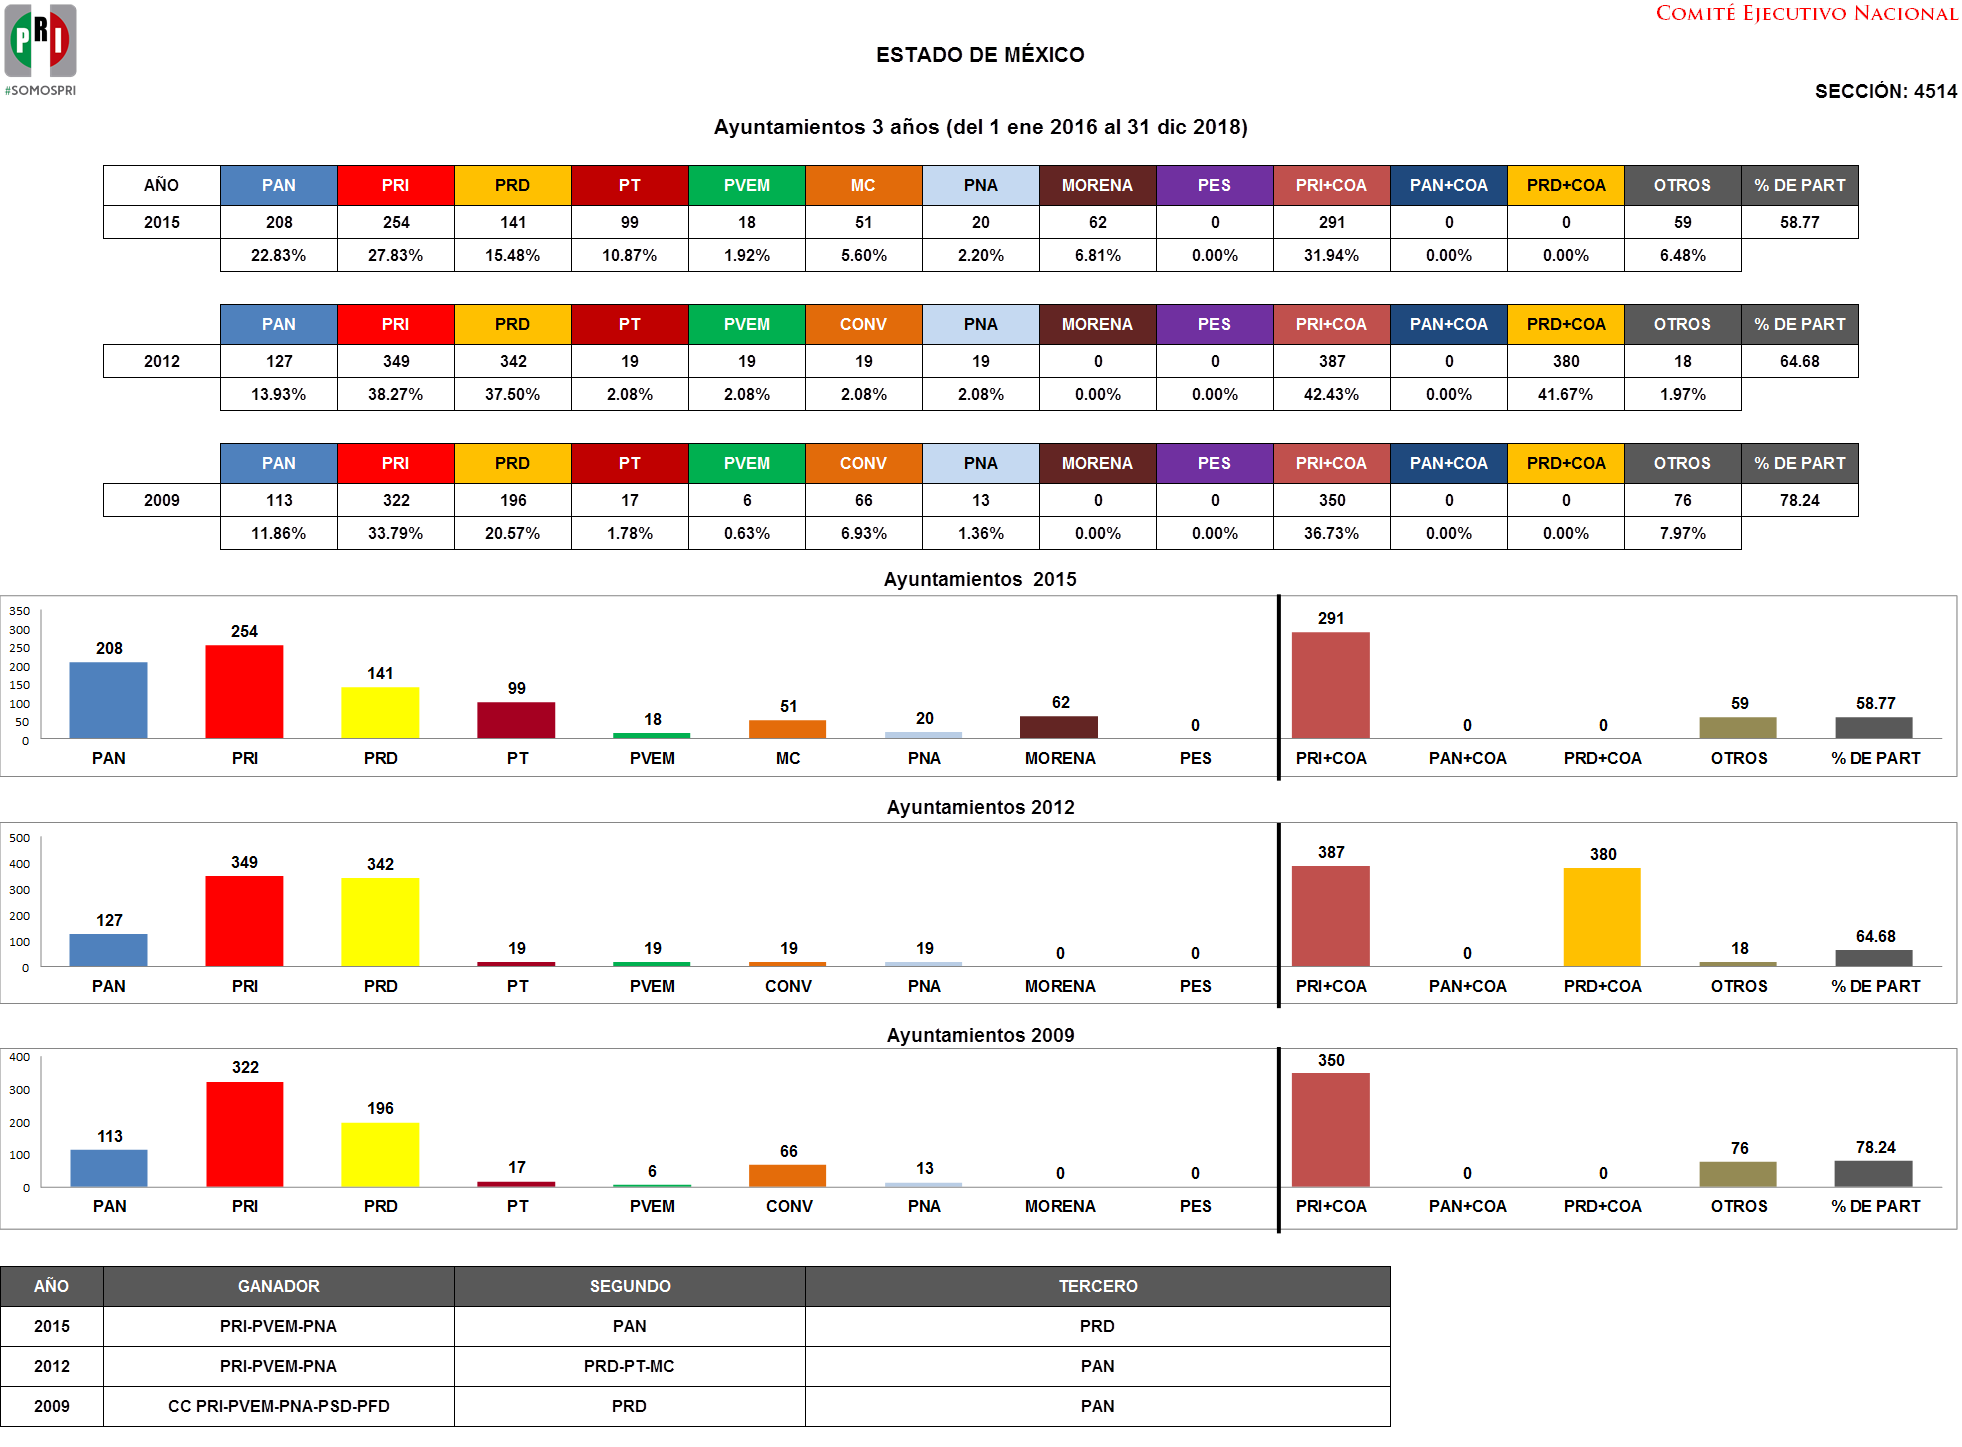 PRI
#SOMOSPRI
COMITÉ EJECUTIVO NACIONAL
ESTADO DE MÉXICO
SECCIÓN: 4514
Ayuntamientos 3 años (del 1 ene 2016 al 31 dic 2018)
AÑO PAN PRI PRD PT PVEM MC PNA MORENA PES PRI+COA PAN+COA PRD+COA OTROS % DE PART
2015 208 254 141 99 18 51 20 62 0 291 0 0 59 58.77
22.83% 27.83% 15.48% 10.87% 1.92% 5.60% 2.20% 6.81% 0.00% 31.94% 0.00% 0.00% 6.48%
PAN PRI PRD PT PVEM CONV PNA MORENA PES PRI+COA PAN+COA PRD+COA OTROS % DE PART
2012 127 349 342 19 19 19 19 0 0 387 0 380 18 64.68
13.93% 38.27% 37.50% 2.08% 2.08% 2.08% 2.08% 0.00% 0.00% 42.43% 0.00% 41.67% 1.97%
PAN PRI PRD PT PVEM CONV PNA MORENA PES PRI+COA PAN+COA PRD+COA OTROS % DE PART
2009 113 322 196 17 6 66 13 0 0 350 0 0 76 78.24
11.86% 33.79% 20.57% 1.78% 0.63% 6.93% 1.36% 0.00% 0.00% 36.73% 0.00% 0.00% 7.97%
Ayuntamientos 2015
350
300
250
200
150
100
50
0
208 254 141 99 18 51 20 62 0 291 0 0 59 58.77
PAN PRI PRD PT PVEM MC PNA MORENA PES PRI+COA PAN+COA PRD+COA OTROS % DE PART
Ayuntamientos 2012
500
400
300
200
100
0
127 349 342 19 19 19 19 0 0 387 0 380 18 64.68
PAN PRI PRD PT PVEM CONV PNA MORENA PES PRI+COA PAN+COA PRD+COA OTROS % DE PART
Ayuntamientos 2009
400
300
200
100
0
113 322 196 17 6 66 13 0 0 350 0 0 76 78.24
PAN PRI PRD PT PVEM CONV PNA MORENA PES PRI+COA PAN+COA PRD+COA OTROS % DE PART
AÑO GANADOR SEGUNDO TERCERO
2015 PRI-PVEM-PNA PAN PRD
2012 PRI-PVEM-PNA PRD-PT-MC PAN
2009 CC PRI-PVEM-PNA-PSD-PFD PRD PAN